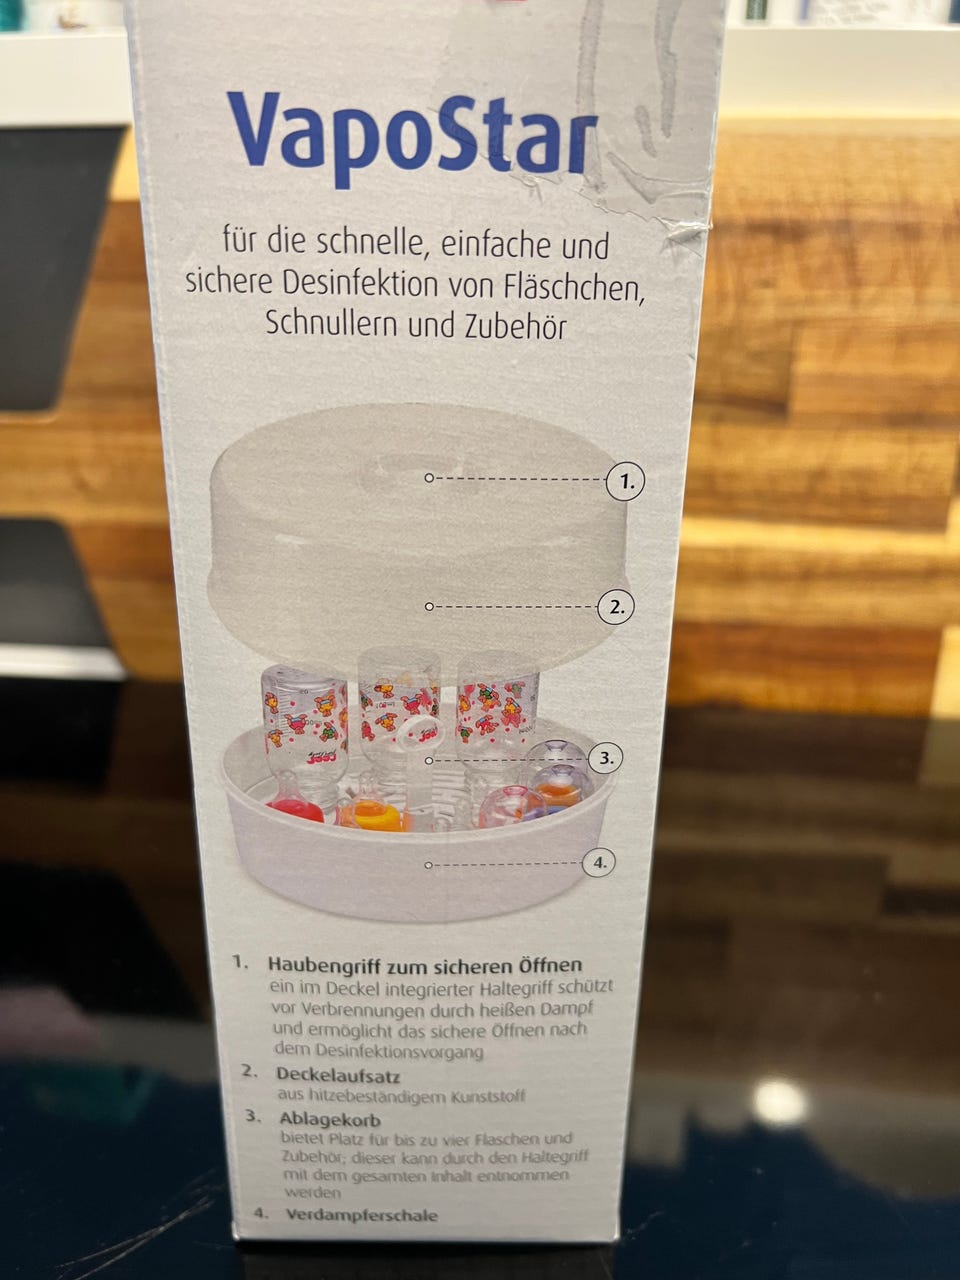 VapoStar
für die schnelle, einfache und
sichere Desinfektion von Fläschchen,
Schnullern und Zubehör
1.
2.
3.
4.
1. Haubengriff zum sicheren Öffnen
ein im Deckel integrierter Haltegriff schützt
vor Verbrennungen durch heißen Dampf
und ermöglicht das sichere Öffnen nach
dem Desinfektionsvorgang
2. Deckelaufsatz
aus hitzebeständigem Kunststoff
3. Ablagekorb
bietet Platz für bis zu vier Flaschen und
Zubehör; dieser kann durch den Haltegriff
mit dem gesamten Inhalt entnommen
werden
4. Verdampferschale